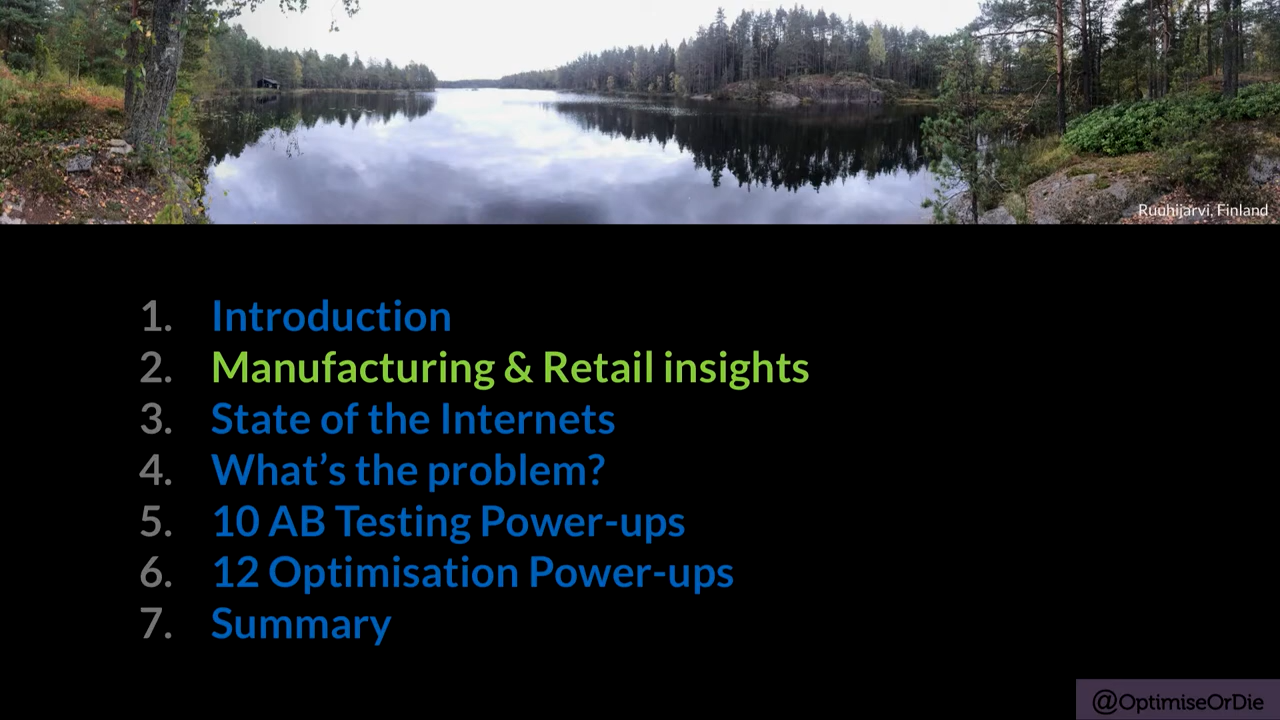 Ruuhijärvi, Finland
1. Introduction
2. Manufacturing & Retail insights
3. State of the Internets
4. What’s the problem?
5. 10 AB Testing Power-ups
6. 12 Optimisation Power-ups
7. Summary
@OptimiseOrDie